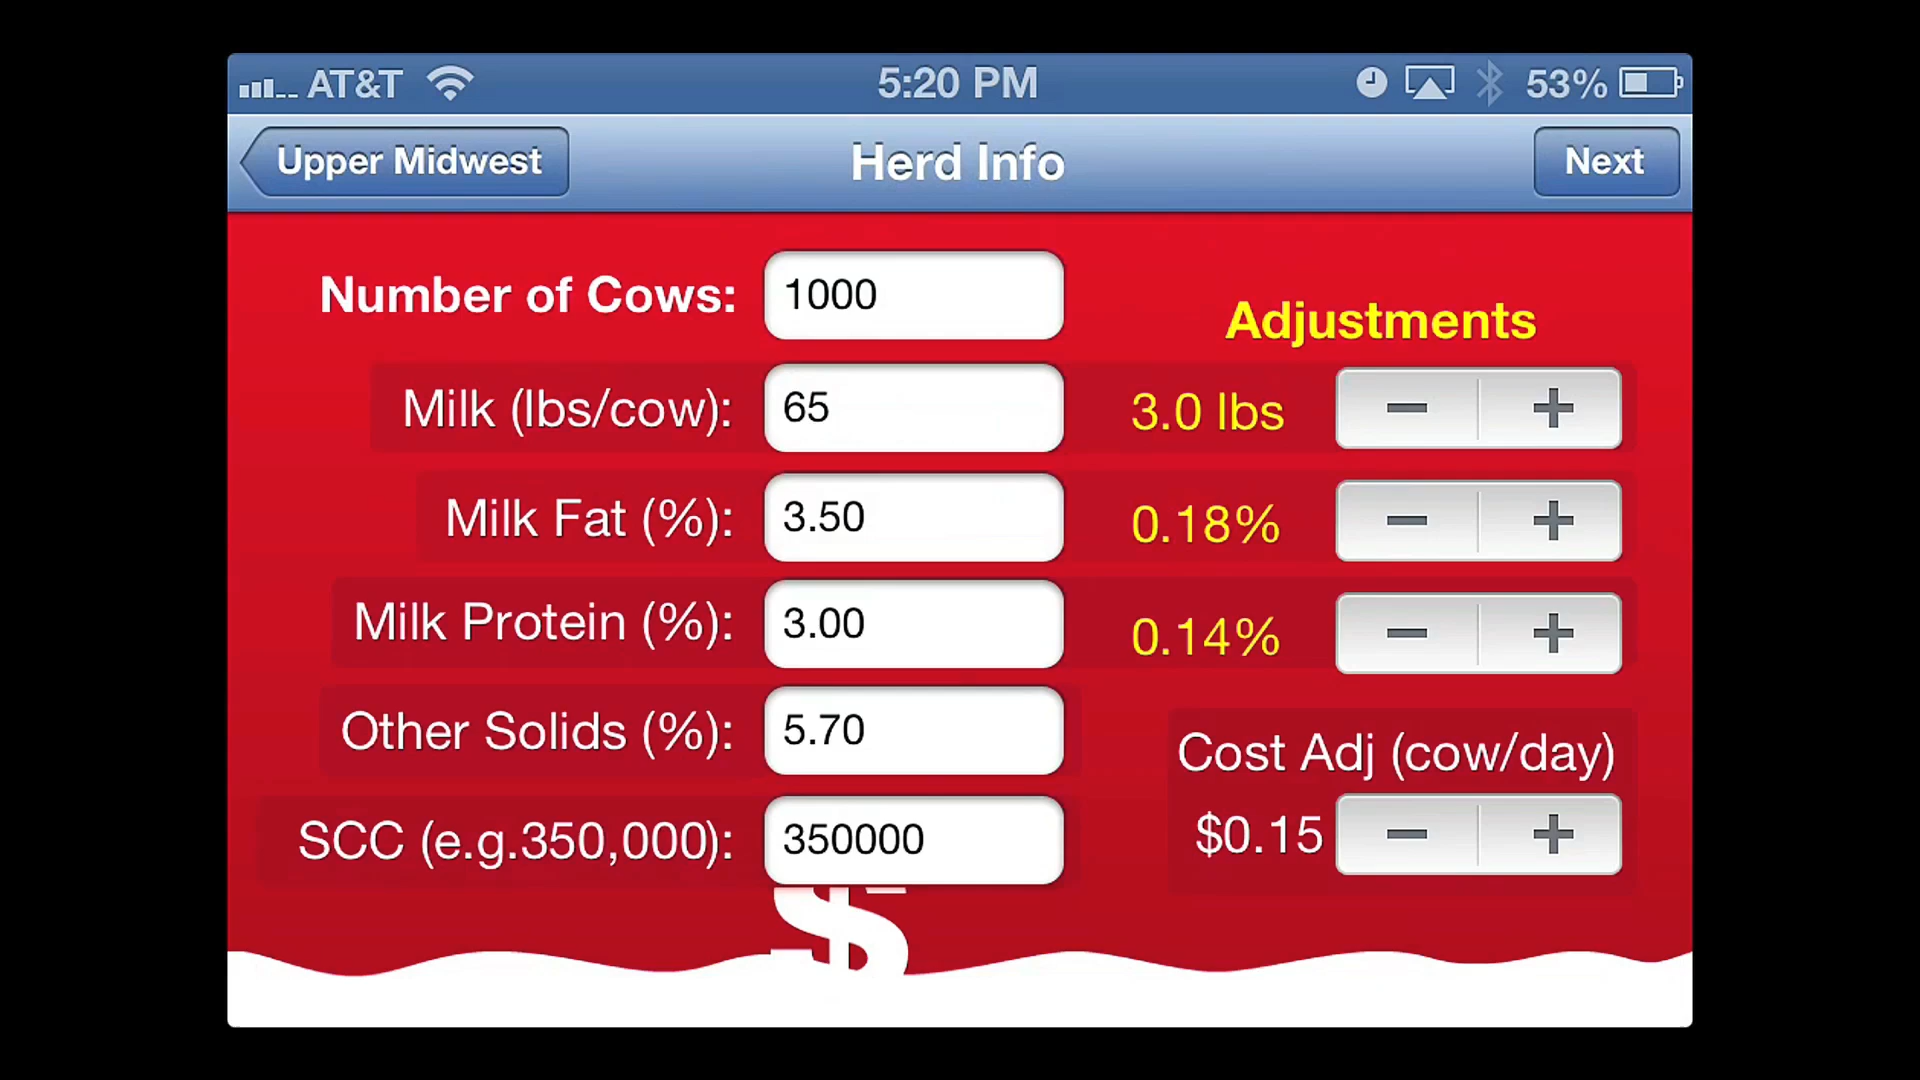 AT&T 5:20 PM 53%
Upper Midwest Herd Info Next
Number of Cows: 1000
Adjustments
Milk (lbs/cow): 65 3.0 lbs − +
Milk Fat (%): 3.50 0.18% − +
Milk Protein (%): 3.00 0.14% − +
Other Solids (%): 5.70
Cost Adj (cow/day)
SCC (e.g.350,000): 350000 $0.15 − +
$